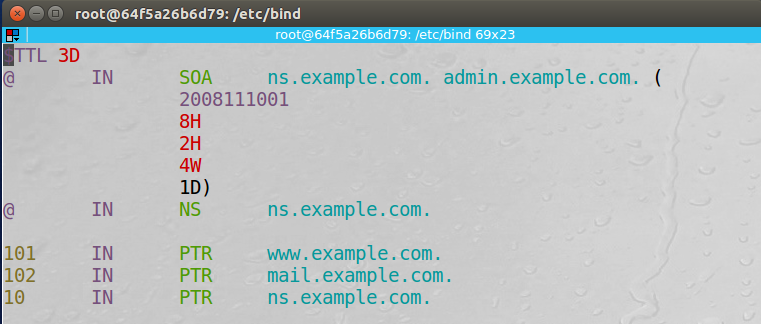 root@64f5a26b6d79: /etc/bind
root@64f5a26b6d79: /etc/bind 69x23
$TTL 3D
@ IN SOA ns.example.com. admin.example.com. (
2008111001
8H
2H
4W
1D)
@ IN NS ns.example.com.
101 IN PTR www.example.com.
102 IN PTR mail.example.com.
10 IN PTR ns.example.com.